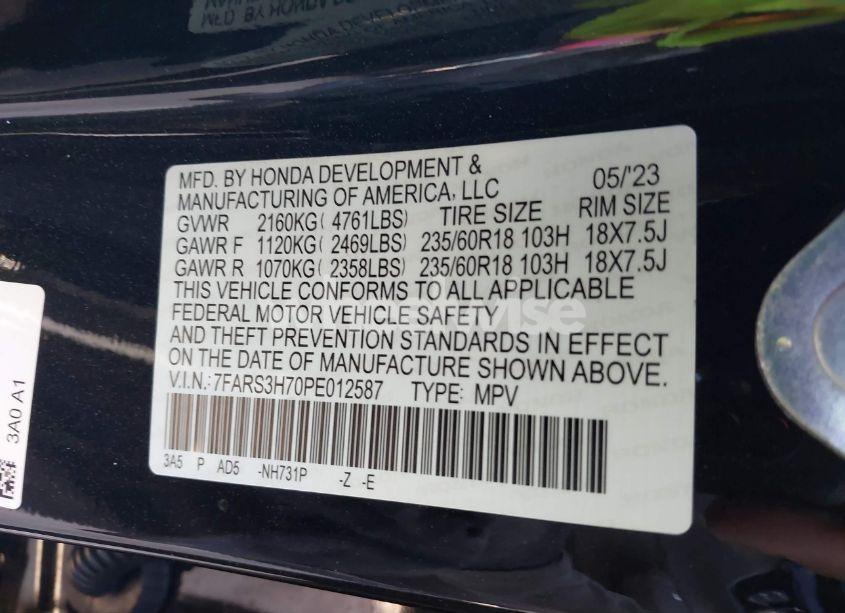 MFD. BY HONDA DEVELOPMENT &
MANUFACTURING OF AMERICA, LLC 05/'23
GVWR 2160KG( 4761LBS) TIRE SIZE RIM SIZE
GAWR F 1120KG( 2469LBS) 235/60R18 103H 18X7.5J
GAWR R 1070KG( 2358LBS) 235/60R18 103H 18X7.5J
THIS VEHICLE CONFORMS TO ALL APPLICABLE
FEDERAL MOTOR VEHICLE SAFETY
AND THEFT PREVENTION STANDARDS IN EFFECT
ON THE DATE OF MANUFACTURE SHOWN ABOVE.
V.I.N.: 7FARS3H70PE012587 TYPE: MPV
3A5 P AD5 -NH731P -Z -E
3A0 A1